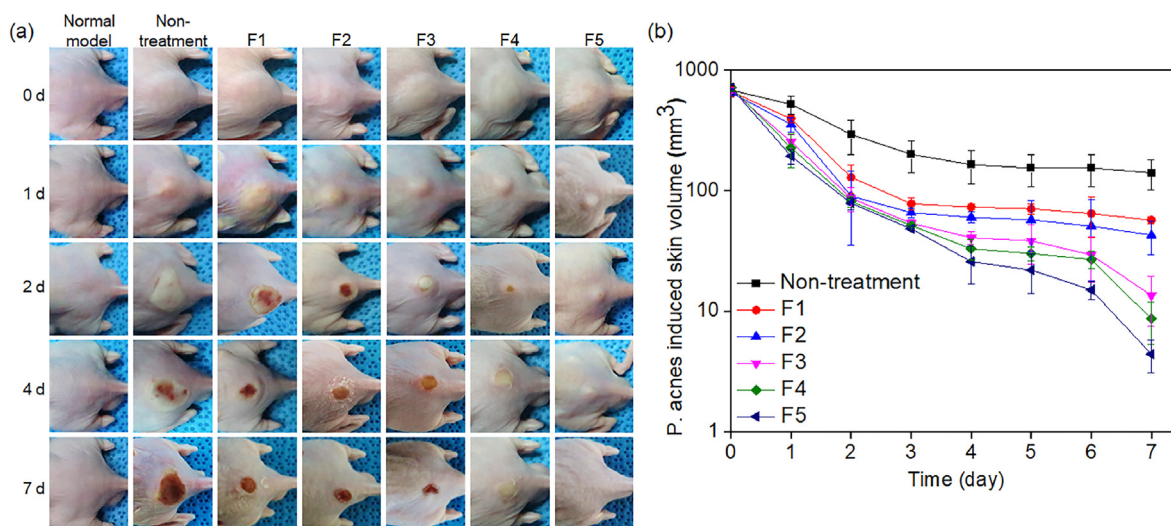 (a)
Normal
model
Non-
treatment
F1
F2
F3
F4
F5
0 d
1 d
2 d
4 d
7 d
(b)
P. acnes induced skin volume (mm³)
1000
100
10
1
Non-treatment
F1
F2
F3
F4
F5
0 1 2 3 4 5 6 7
Time (day)